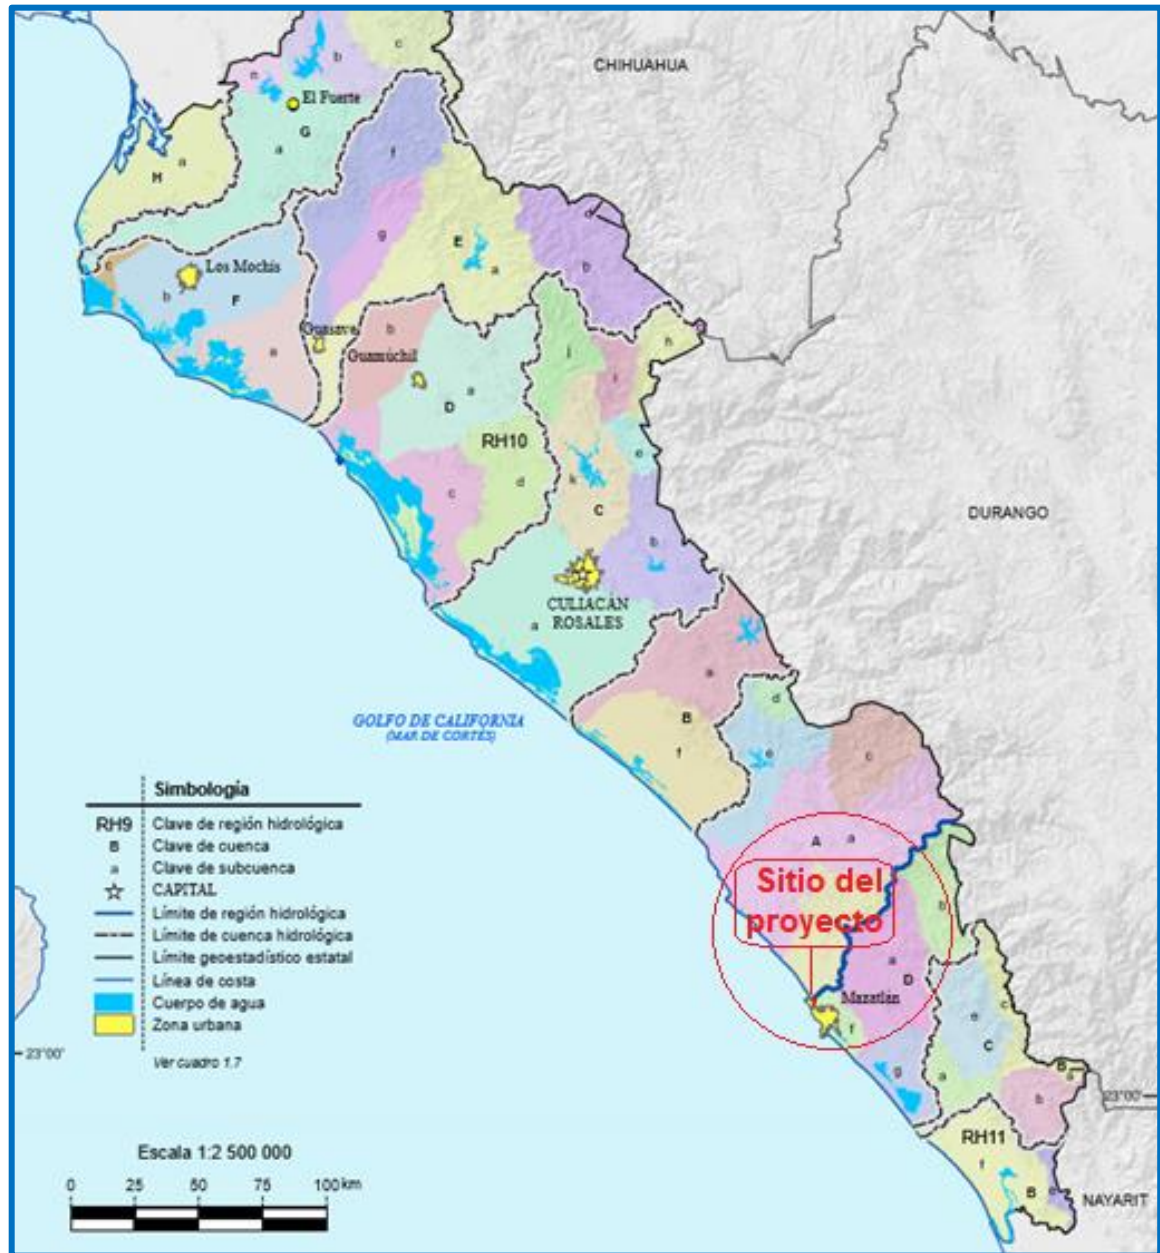 CHIHUAHUA
c
b
n
El Fuerte
G
a
a
H
f
g
E
a
b
c
Los Mochis
b
F
a
Guasave
b
Guamúchil
a
D
RH10
c
d
j
h
i
e
k
C
b
DURANGO
CULIACÁN
ROSALES
a
a
B
f
GOLFO DE CALIFORNIA
(MAR DE CORTÉS)
d
e
c
A
a
Sitio del
proyecto
b
a
D
Mazatlán
f
g
e
c
C
a
B
a
b
RH11
f
B
e
NAYARIT
23°00'
23°00'
Simbología
RH9 Clave de región hidrológica
B Clave de cuenca
a Clave de subcuenca
CAPITAL
Límite de región hidrológica
Límite de cuenca hidrológica
Límite geoestadístico estatal
Línea de costa
Cuerpo de agua
Zona urbana
Ver cuadro 1.7
Escala 1:2 500 000
0 25 50 75 100 km